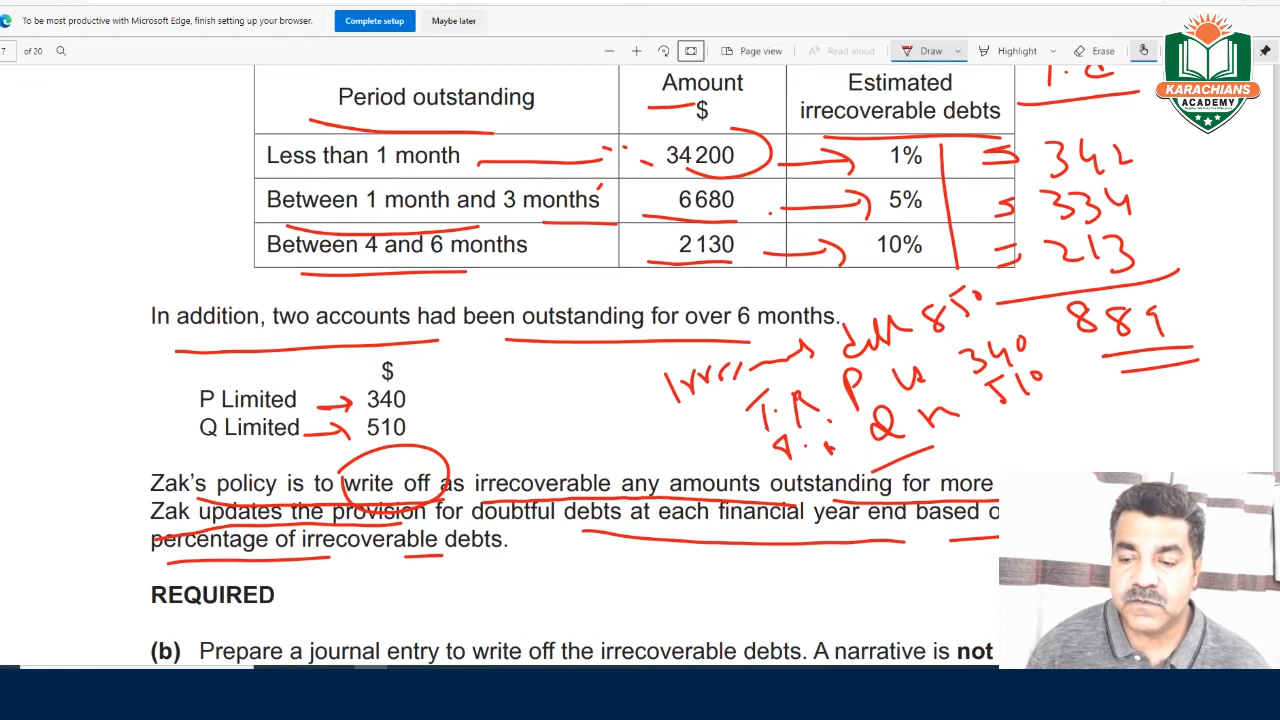 To be most productive with Microsoft Edge, finish setting up your browser. Complete setup Maybe later
7 of 20 Page view Read aloud Draw Highlight Erase
KARACHIANS
ACADEMY
Period outstanding Amount $ Estimated irrecoverable debts
Less than 1 month 34 200 1% = 342
Between 1 month and 3 months 6 680 5% = 334
Between 4 and 6 months 2 130 10% = 213
889
In addition, two accounts had been outstanding for over 6 months.
debt 850
$
P Limited 340
Q Limited 510
T.R P 340
Q 510
Zak's policy is to write off as irrecoverable any amounts outstanding for more
Zak updates the provision for doubtful debts at each financial year end based o
percentage of irrecoverable debts.
REQUIRED
(b) Prepare a journal entry to write off the irrecoverable debts. A narrative is not